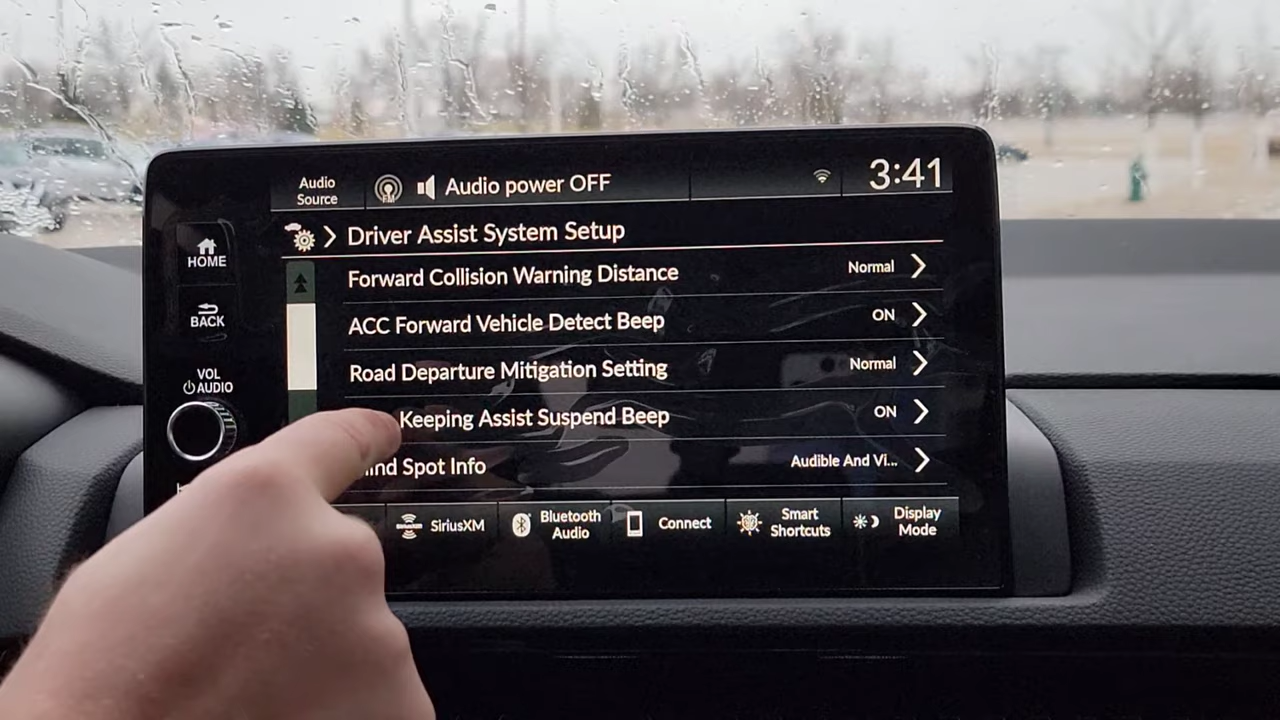 Audio
Source
FM
Audio power OFF
3:41
HOME
Driver Assist System Setup
Forward Collision Warning Distance
Normal
BACK
ACC Forward Vehicle Detect Beep
ON
VOL
AUDIO
Road Departure Mitigation Setting
Normal
Keeping Assist Suspend Beep
ON
Spot Info
Audible And Vi...
SiriusXM
Bluetooth
Audio
Connect
Smart
Shortcuts
Display
Mode